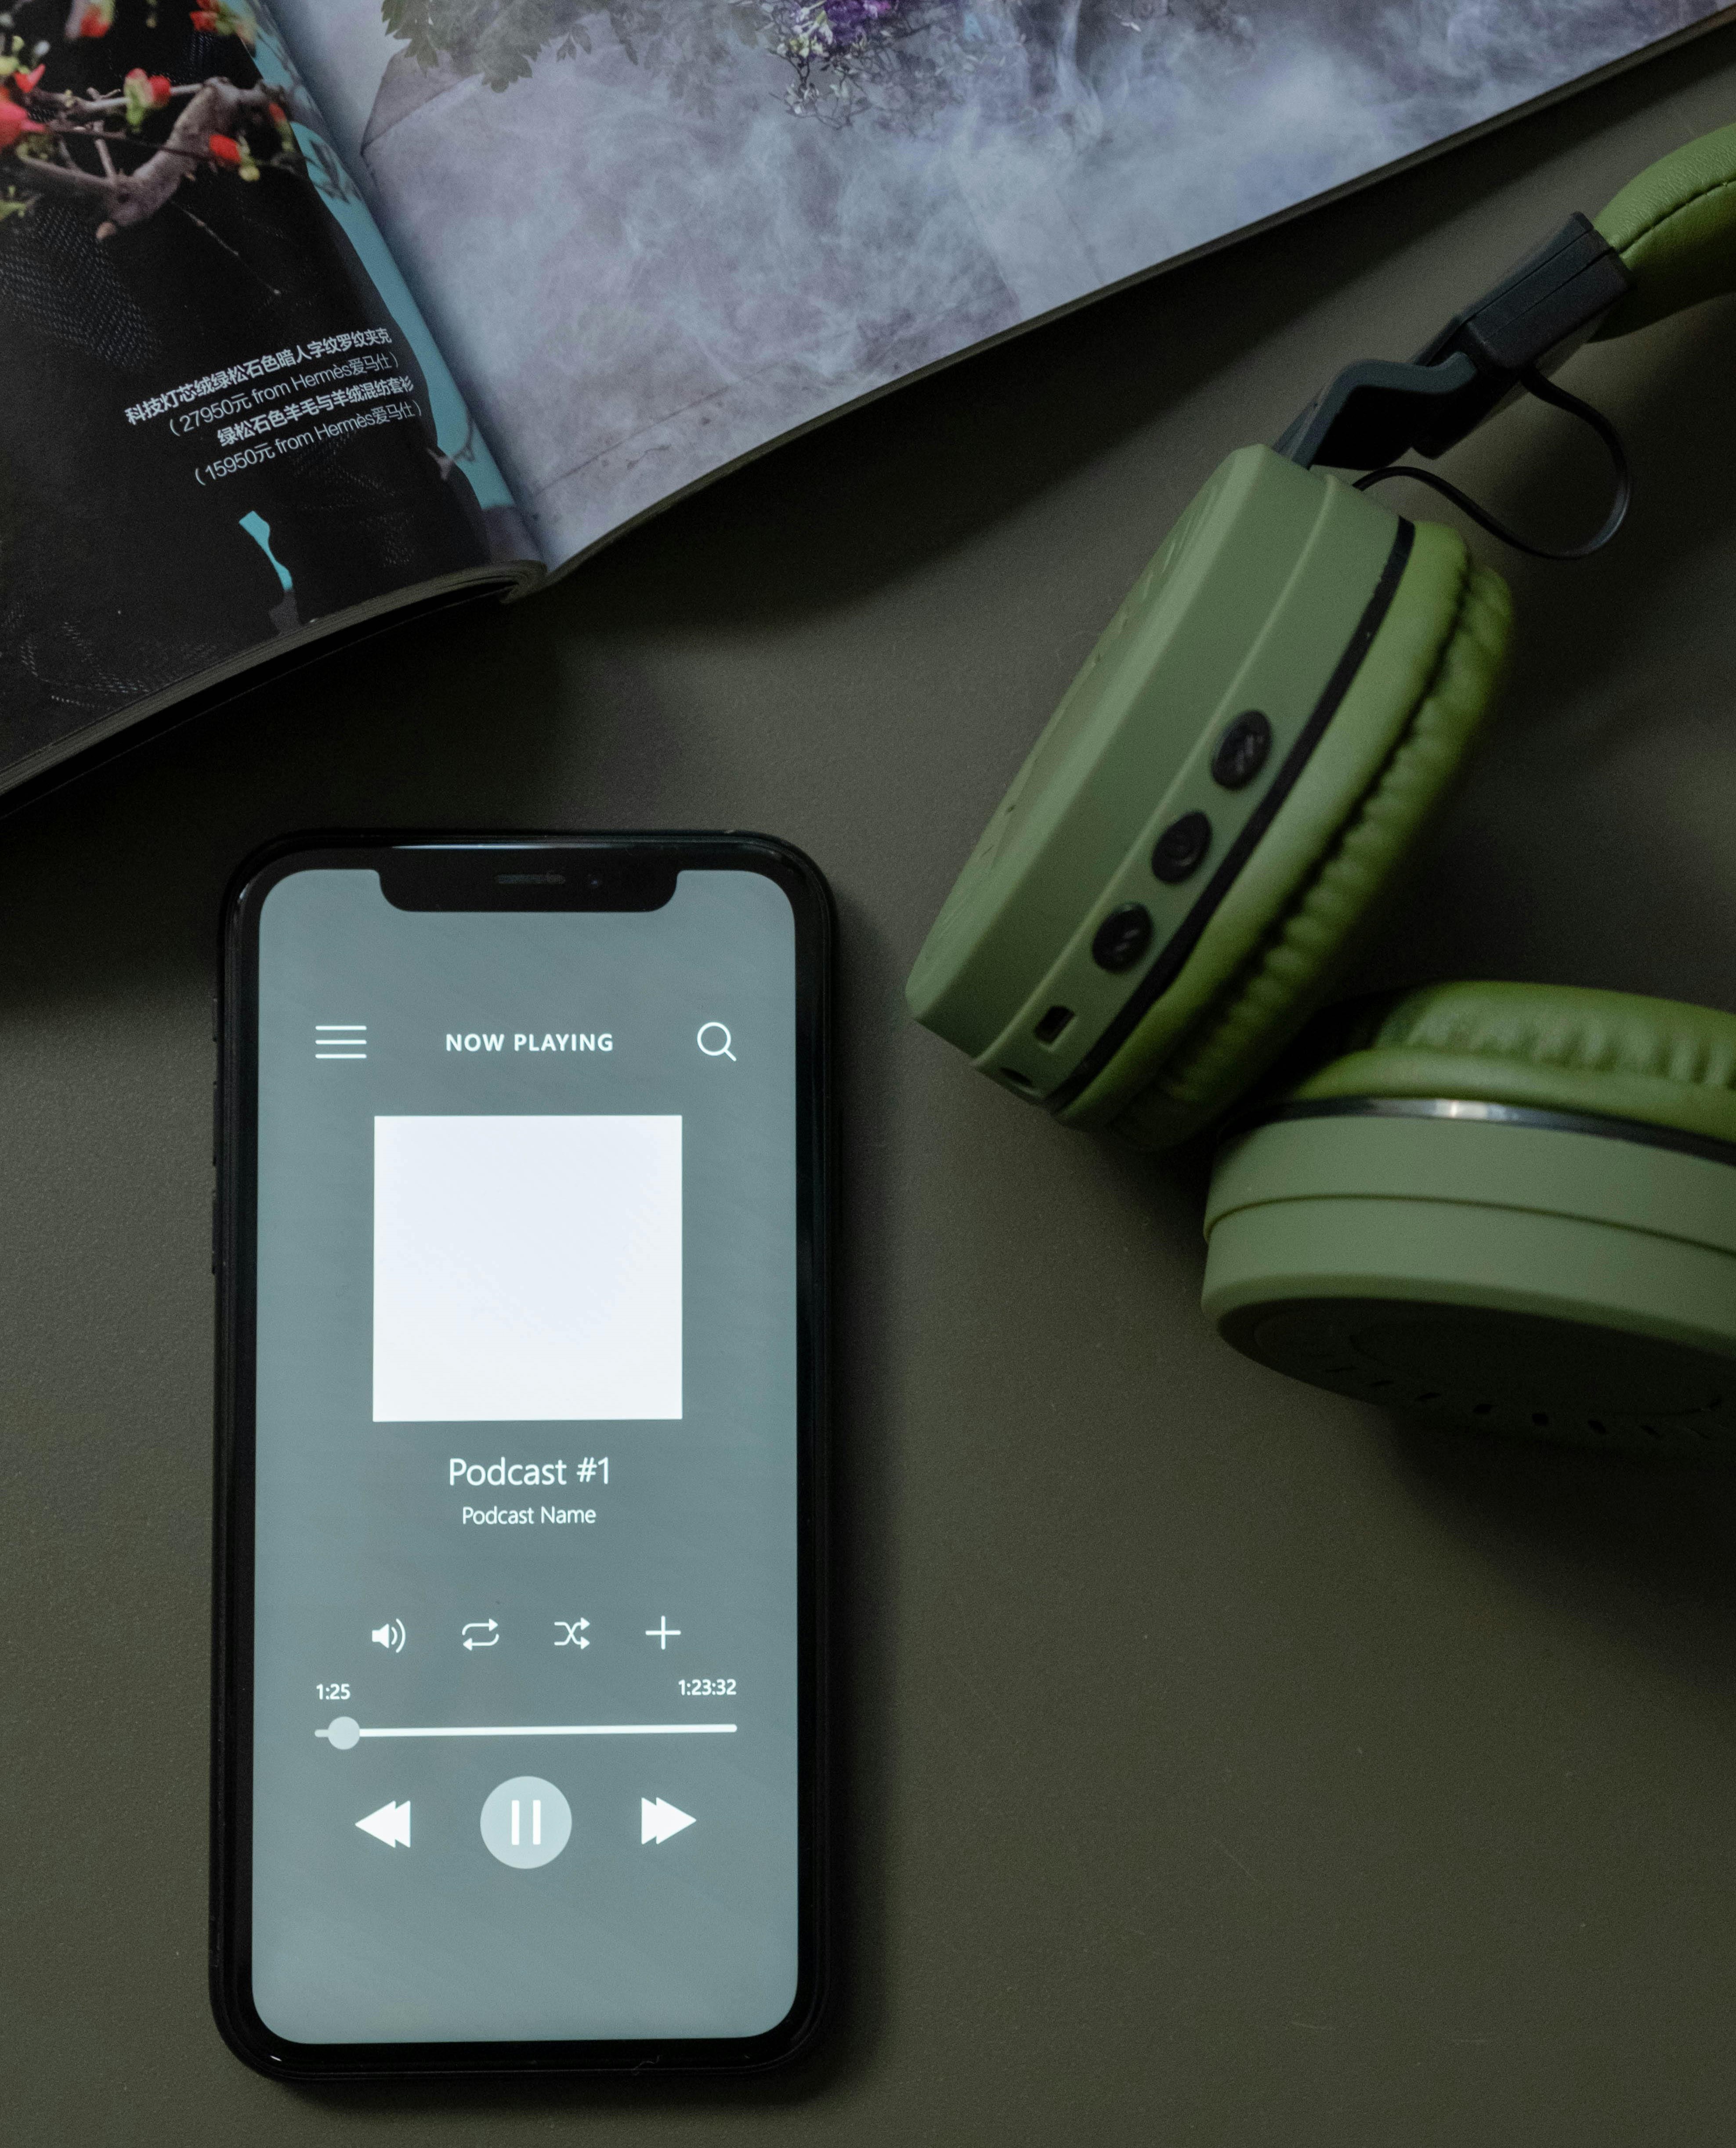 科技灯芯绒绿松石色暗人字纹罗纹夹克
（27950元 from Hermès爱马仕）
绿松石色羊毛与羊绒混纺套衫
（15950元 from Hermès爱马仕）
NOW PLAYING
Podcast #1
Podcast Name
1:25
1:23:32